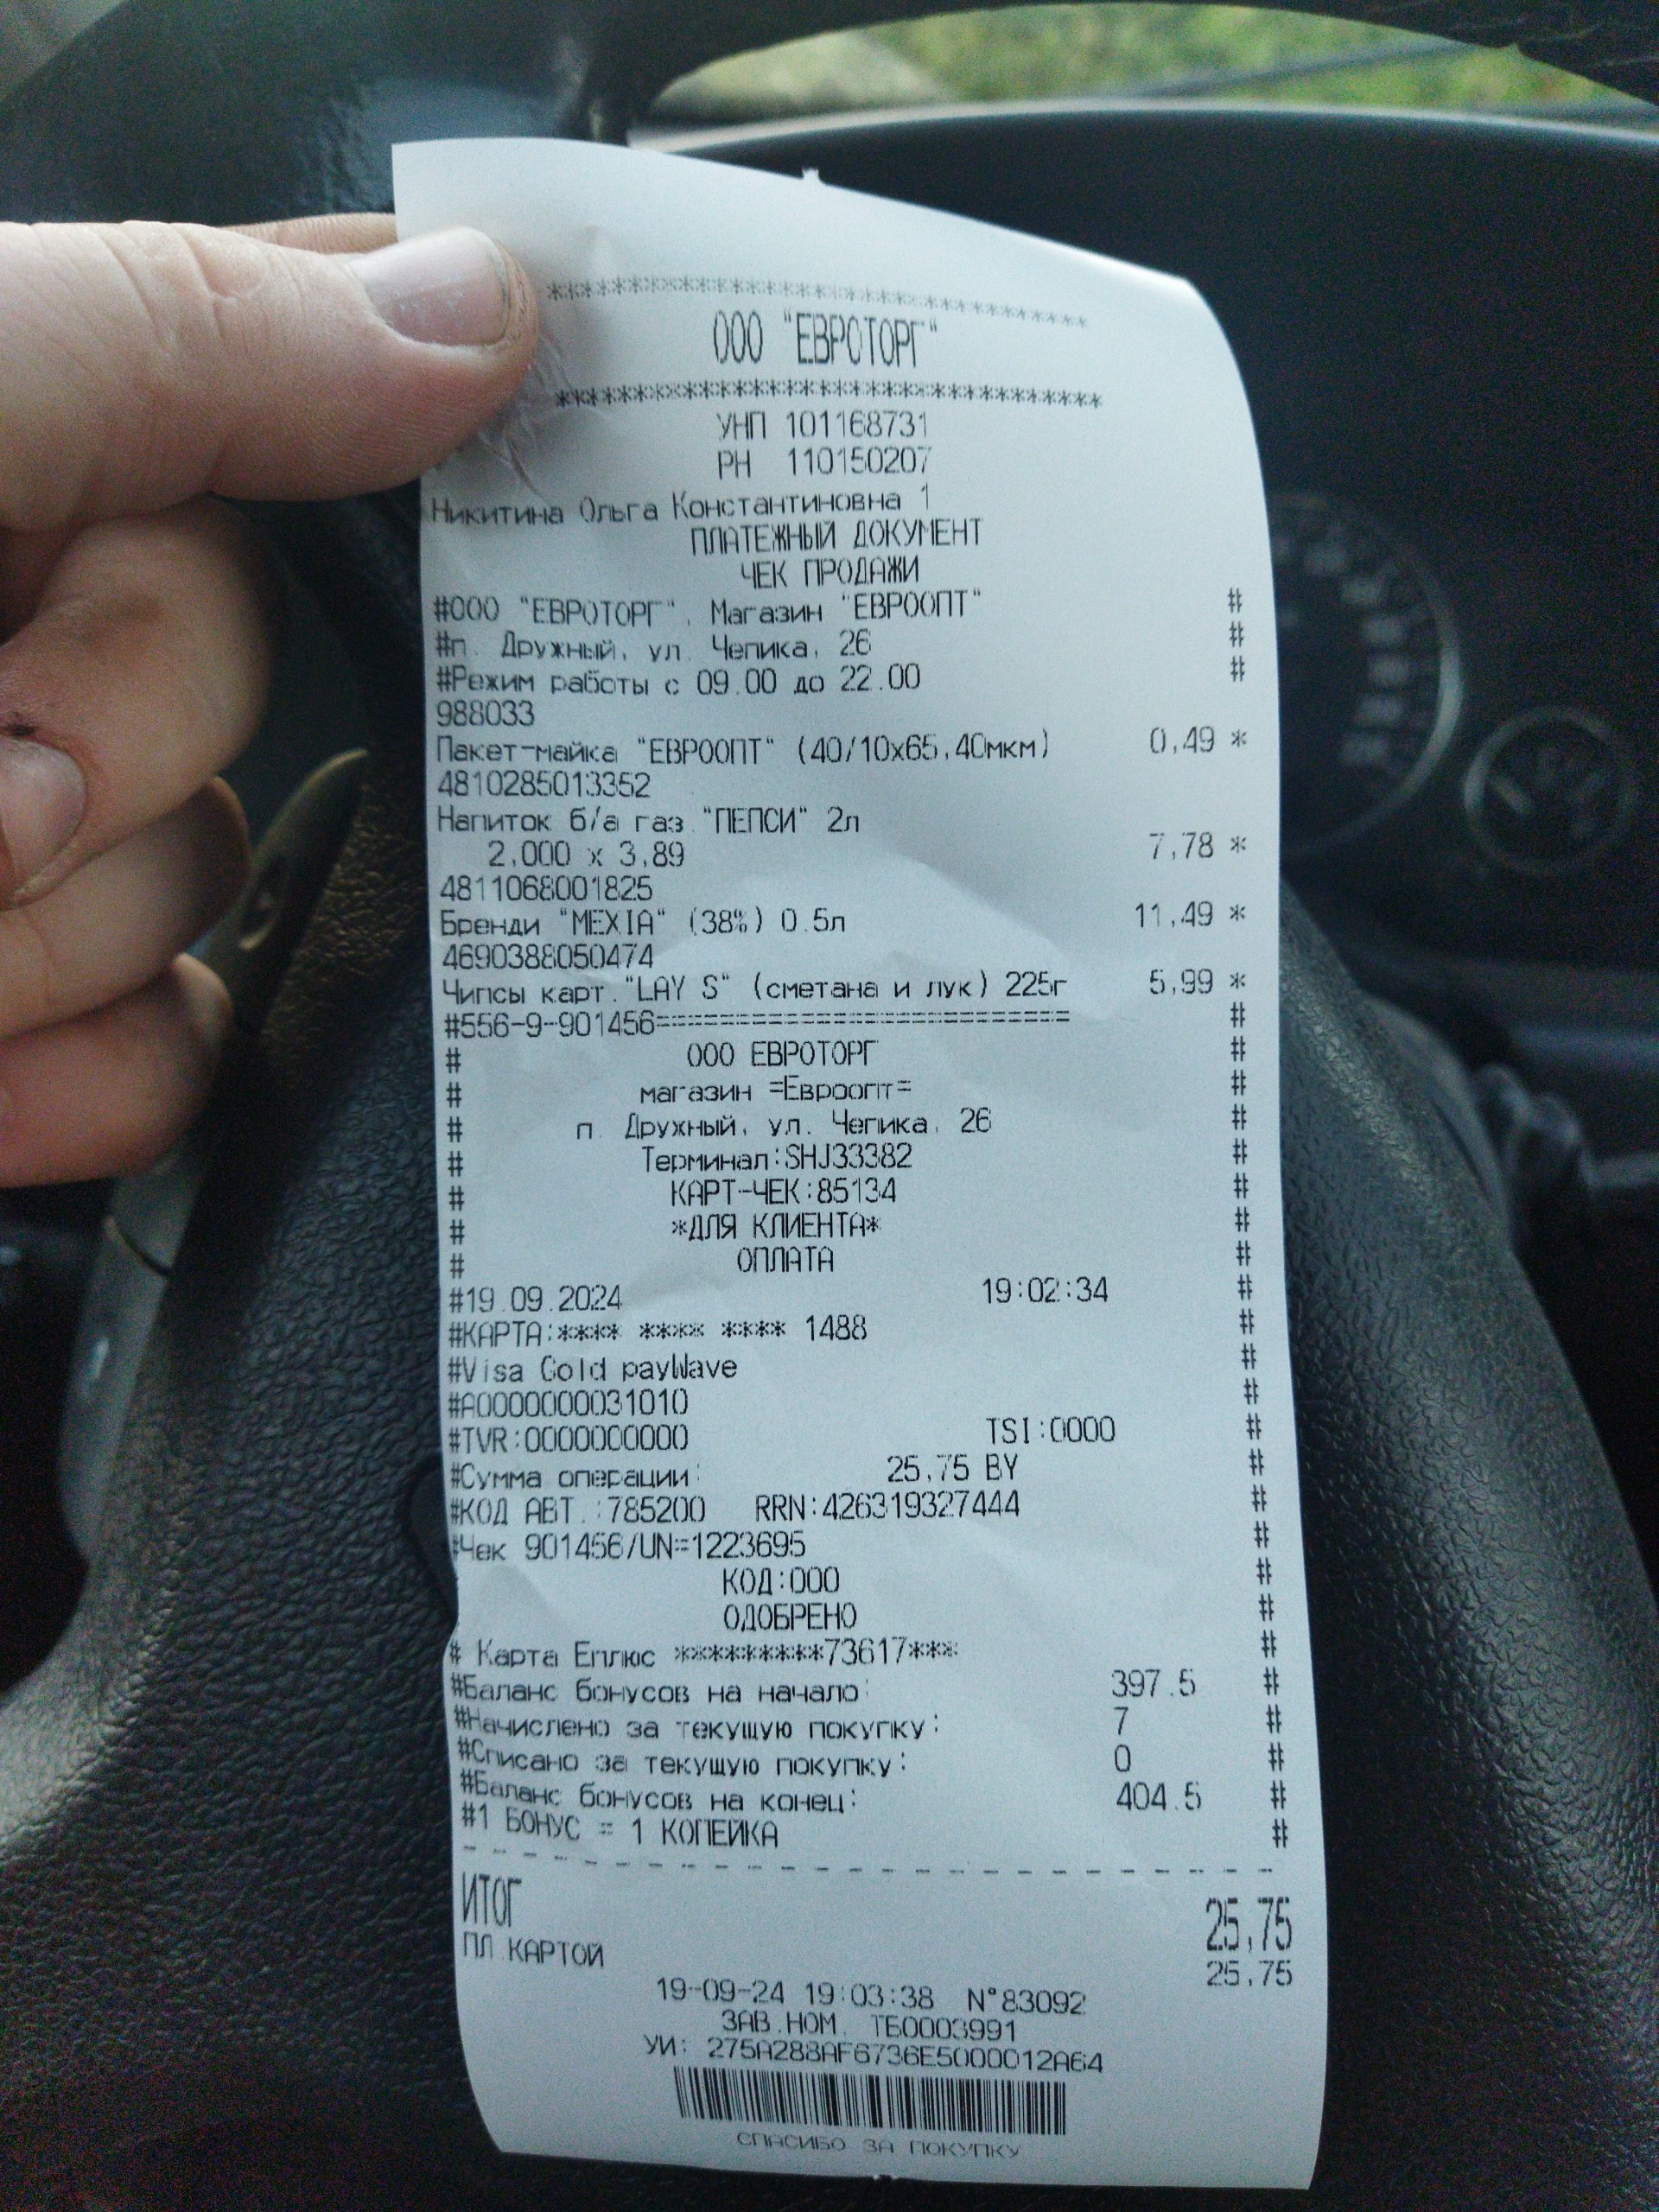 *********************************
ООО "ЕВРОТОРГ"
*********************************
УНП 101168731
РН 110150207
Никитина Ольга Константиновна 1
ПЛАТЕЖНЫЙ ДОКУМЕНТ
ЧЕК ПРОДАЖИ
#ООО "ЕВРОТОРГ", Магазин "ЕВРООПТ" #
#п. Дружный, ул. Чепика, 26 #
#Режим работы с 09.00 до 22.00 #
988033
Пакет-майка "ЕВРООПТ" (40/10х65,40мкм) 0,49 *
4810285013352
Напиток б/а газ."ПЕПСИ" 2л
2,000 x 3,89 7,78 *
4811068001825
Бренди "MEXIA" (38%) 0.5л 11,49 *
4690388050474
Чипсы карт."LAY S" (сметана и лук) 225г 5,99 *
#556-9-901456========================== #
# ООО ЕВРОТОРГ #
# магазин =Евроопт= #
# п. Дружный, ул. Чепика, 26 #
# Терминал:SHJ33382 #
# КАРТ-ЧЕК:85134 #
# *ДЛЯ КЛИЕНТА* #
# ОПЛАТА #
#19.09.2024 19:02:34 #
#КАРТА:**** **** **** 1488 #
#Visa Gold payWave #
#A0000000031010 #
#TVR:0000000000 TSI:0000 #
#Сумма операции: 25,75 BY #
#КОД АВТ.:785200 RRN:426319327444 #
#Чек 901456/UN=1223695 #
КОД:000 #
ОДОБРЕНО #
# Карта Еплюс *********73617*** #
#Баланс бонусов на начало: 397.5 #
#Начислено за текущую покупку: 7 #
#Списано за текущую покупку: 0 #
#Баланс бонусов на конец: 404.5 #
#1 БОНУС = 1 КОПЕЙКА #
ИТОГ 25,75
ПЛ.КАРТОЙ 25,75
19-09-24 19:03:38 N°83092
ЗАВ.НОМ. ТБ0003991
УИ: 275A288AF6736E5000012A64
СПАСИБО ЗА ПОКУПКУ